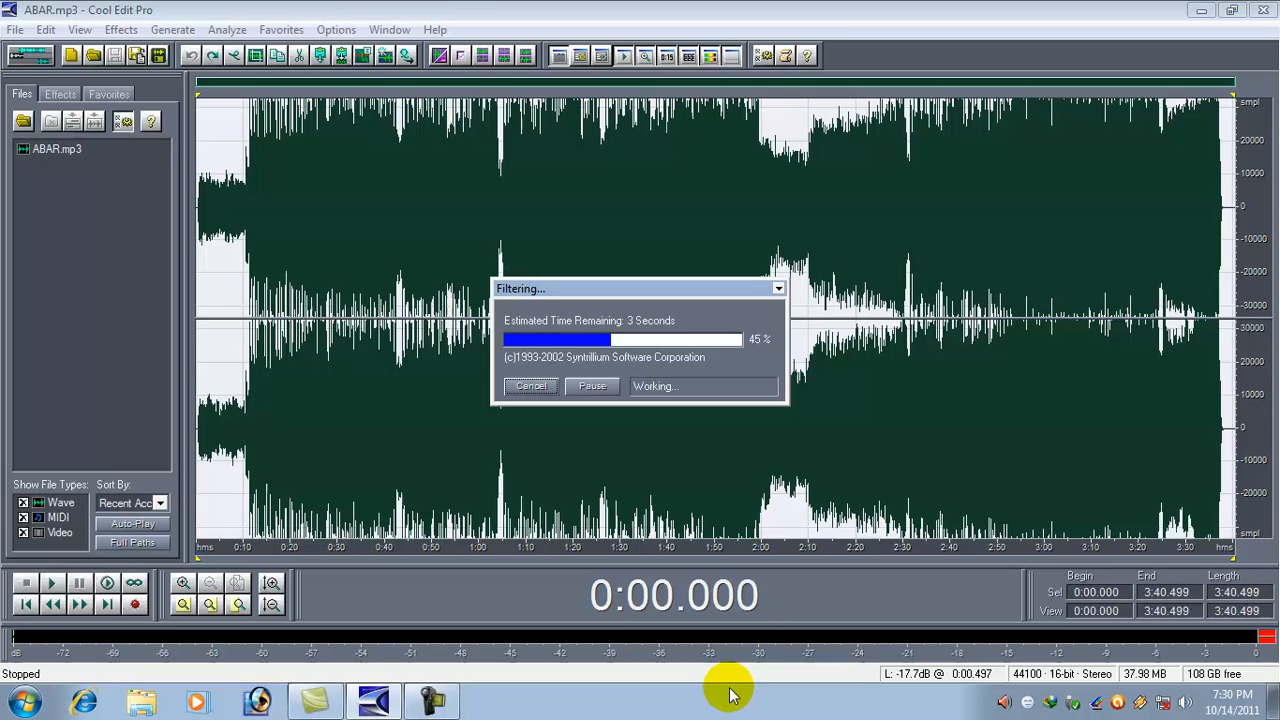 ABAR.mp3 - Cool Edit Pro
File Edit View Effects Generate Analyze Favorites Options Window Help
Files Effects Favorites
ABAR.mp3
smpl
20000
10000
0
-10000
-20000
-30000
30000
20000
10000
0
-10000
-20000
Filtering...
Estimated Time Remaining: 3 Seconds
45 %
(c)1993-2002 Syntrillium Software Corporation
Cancel Pause Working...
Show File Types: Sort By:
Wave Recent Acc
MIDI Auto-Play
Video Full Paths
hms 0:10 0:20 0:30 0:40 0:50 1:00 1:10 1:20 1:30 1:40 1:50 2:00 2:10 2:20 2:30 2:40 2:50 3:00 3:10 3:20 3:30 hms
0:00.000
Begin End Length
Sel 0:00.000 3:40.499 3:40.499
View 0:00.000 3:40.499 3:40.499
dB -72 -69 -66 -63 -60 -57 -54 -51 -48 -45 -42 -39 -36 -33 -30 -27 -24 -21 -18 -15 -12 -9 -6 -3 0
Stopped L: -17.7dB @ 0:00.497 44100 · 16-bit · Stereo 37.98 MB 108 GB free
7:30 PM
10/14/2011